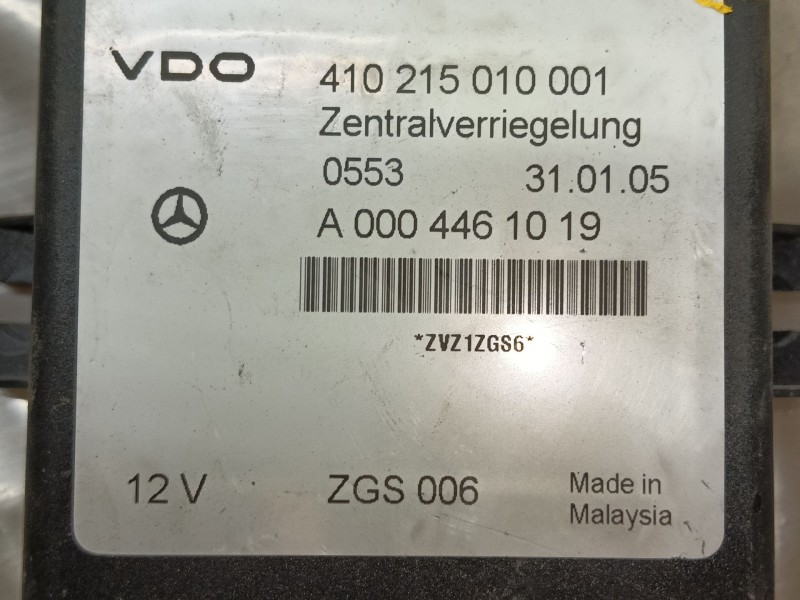 VDO 410 215 010 001
Zentralverriegelung
0553 31.01.05
A 000 446 10 19
*ZVZ1ZGS6*
12 V ZGS 006 Made in
Malaysia